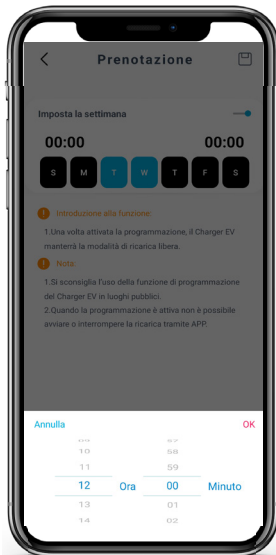 Prenotazione
Imposta la settimana
00:00 00:00
S M T W T F S
! Introduzione alla funzione:
1.Una volta attivata la programmazione, il Charger EV
manterrà la modalità di ricarica libera.
! Nota:
1.Si sconsiglia l'uso della funzione di programmazione
del Charger EV in luoghi pubblici.
2.Quando la programmazione è attiva non è possibile
avviare o interrompere la ricarica tramite APP.
Annulla OK
09 57
10 58
11 59
12 Ora 00 Minuto
13 01
14 02